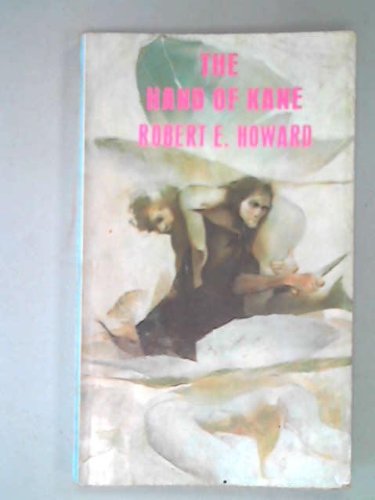 THE
HAND OF KANE
ROBERT E. HOWARD